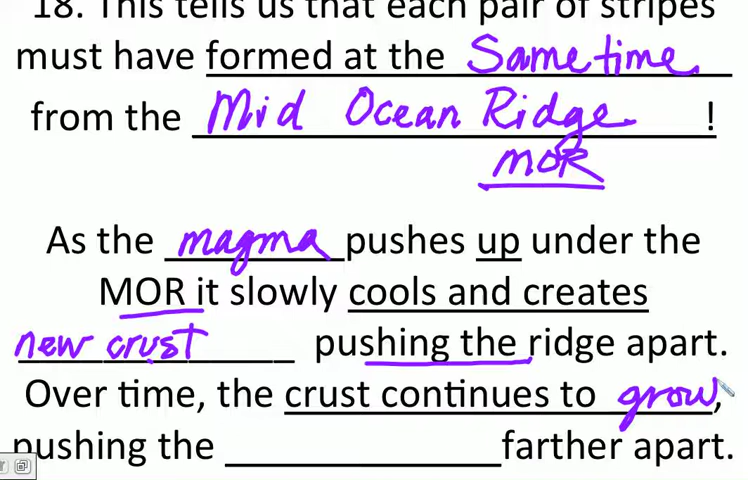 18. This tells us that each pair of stripes
must have formed at the Same time
from the Mid Ocean Ridge. !
MOR
As the magma pushes up under the
MOR it slowly cools and creates
new crust pushing the ridge apart.
Over time, the crust continues to grow,
pushing the ____________ farther apart.